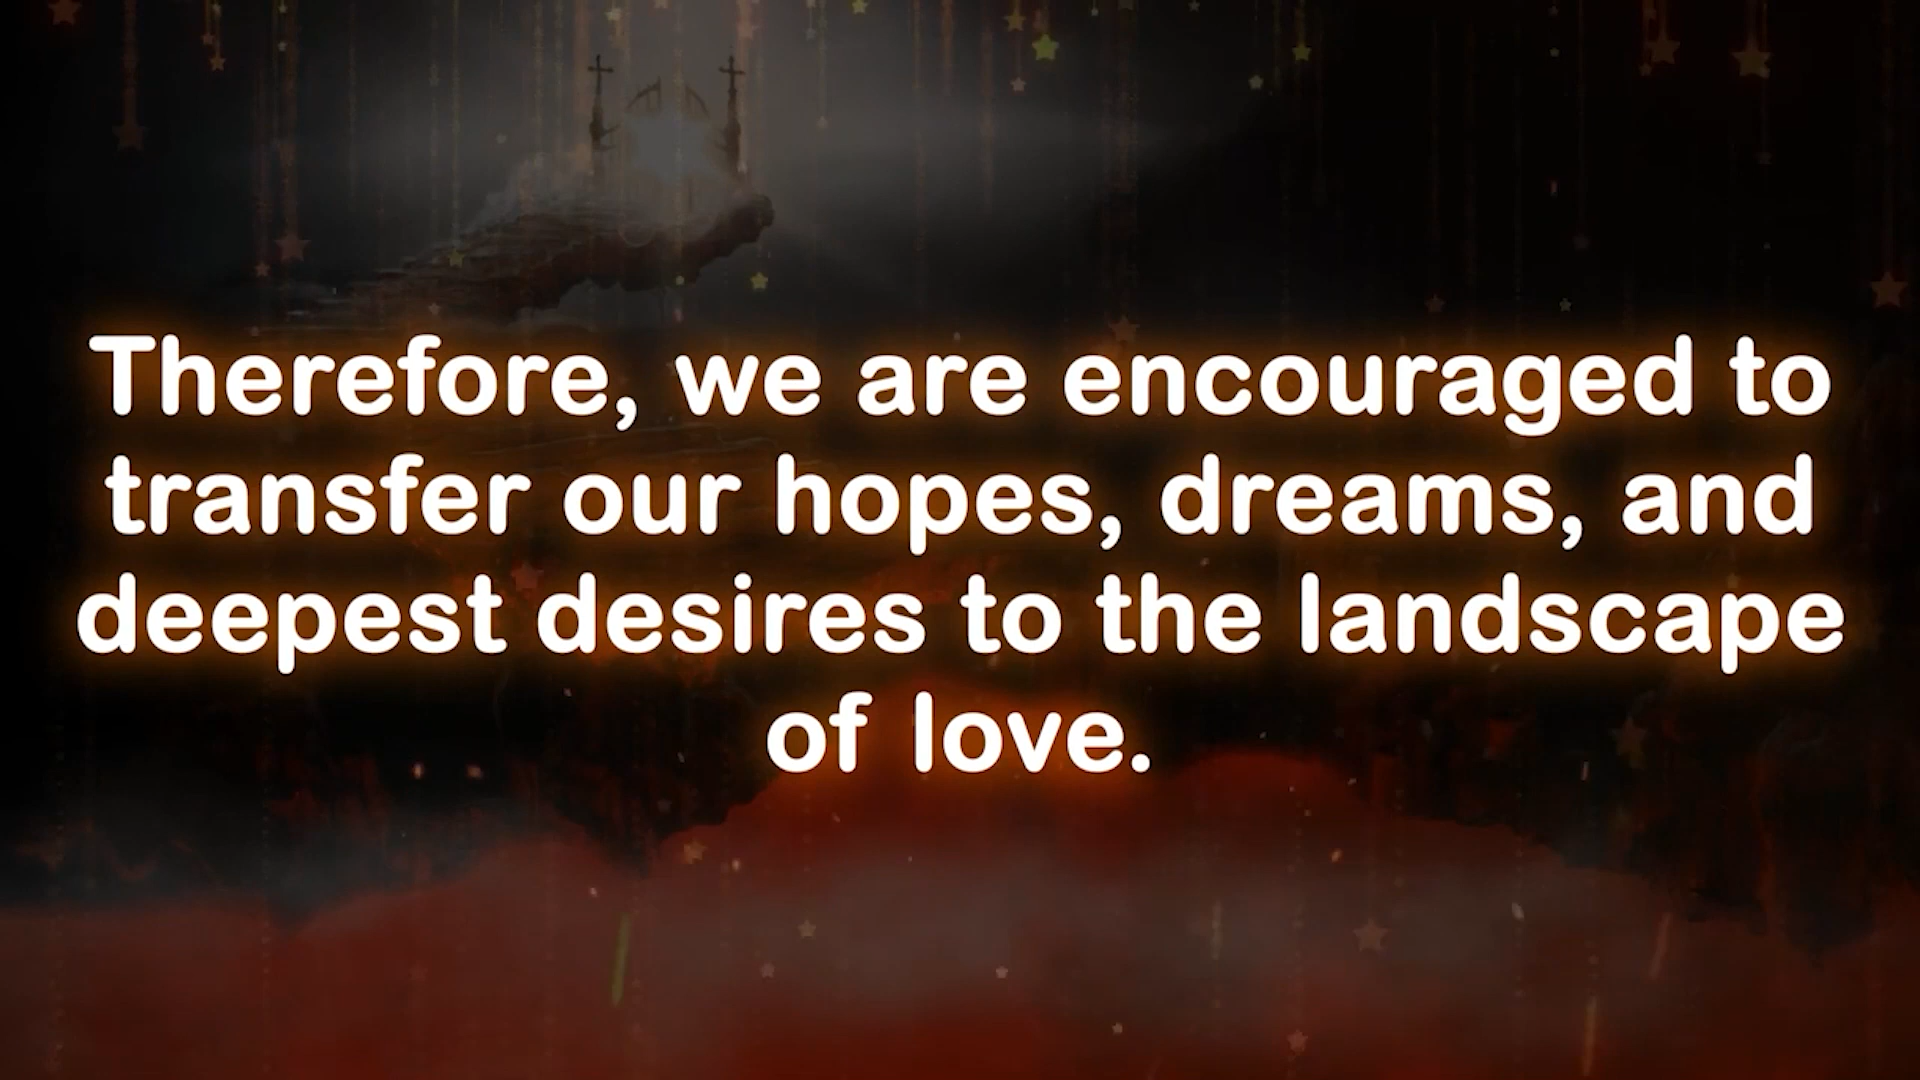 Therefore, we are encouraged to
transfer our hopes, dreams, and
deepest desires to the landscape
of love.